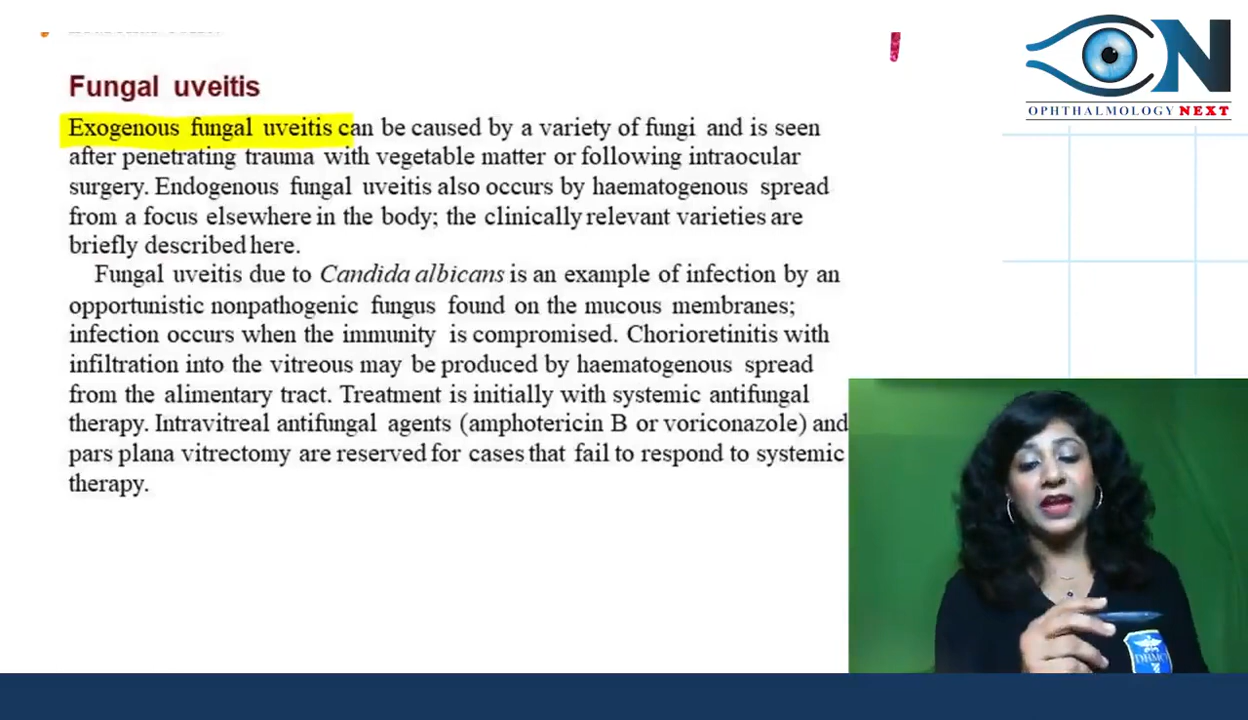 Fungal uveitis
Exogenous fungal uveitis can be caused by a variety of fungi and is seen
after penetrating trauma with vegetable matter or following intraocular
surgery. Endogenous fungal uveitis also occurs by haematogenous spread
from a focus elsewhere in the body; the clinically relevant varieties are
briefly described here.
Fungal uveitis due to Candida albicans is an example of infection by an
opportunistic nonpathogenic fungus found on the mucous membranes;
infection occurs when the immunity is compromised. Chorioretinitis with
infiltration into the vitreous may be produced by haematogenous spread
from the alimentary tract. Treatment is initially with systemic antifungal
therapy. Intravitreal antifungal agents (amphotericin B or voriconazole) and
pars plana vitrectomy are reserved for cases that fail to respond to systemic
therapy.
N
OPHTHALMOLOGY NEXT